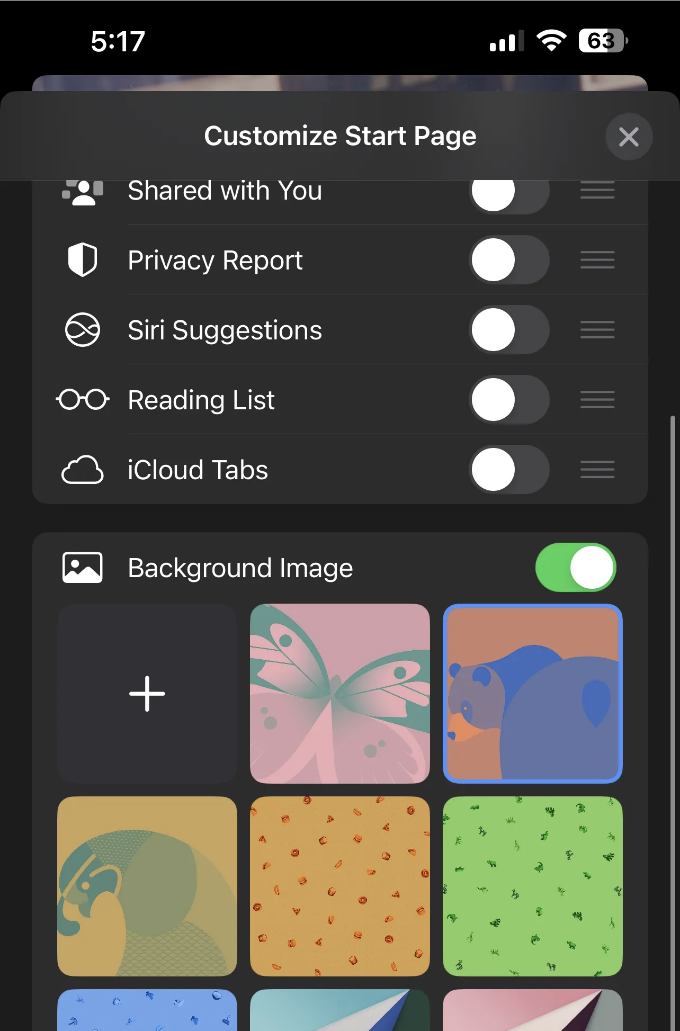 5:17
63
Customize Start Page
Shared with You
Privacy Report
Siri Suggestions
Reading List
iCloud Tabs
Background Image